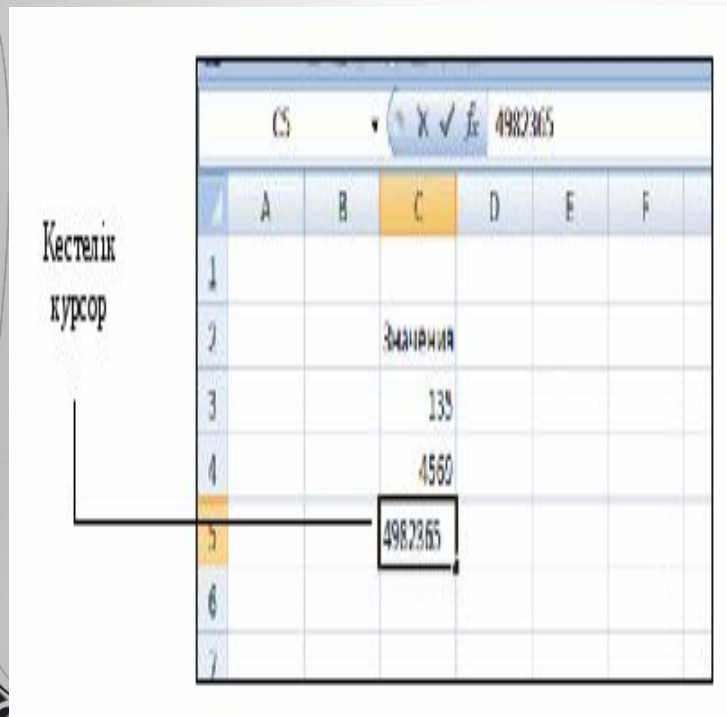 Кестелік
курсор
C5 fx 4982365
A B C D E F
1
2 Значения
3 135
4 4560
5 4982365
6
7